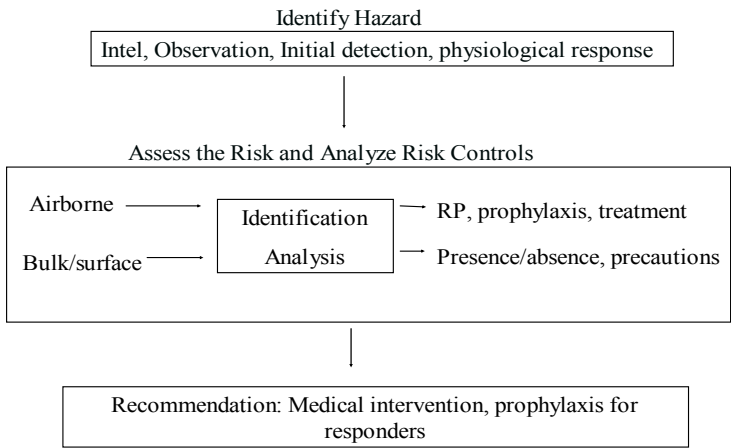 Identify Hazard
Intel, Observation, Initial detection, physiological response
Assess the Risk and Analyze Risk Controls
Airborne
Identification
RP, prophylaxis, treatment
Bulk/surface
Analysis
Presence/absence, precautions
Recommendation: Medical intervention, prophylaxis for
responders